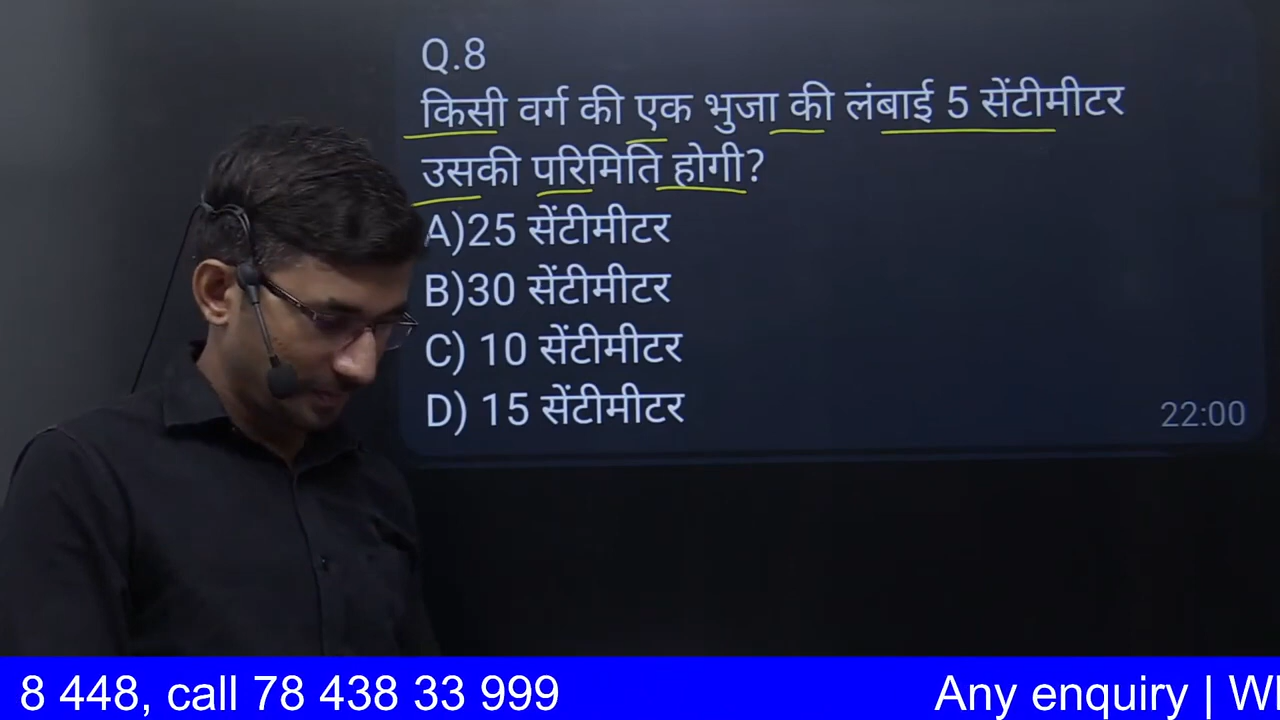 Q.8
किसी वर्ग की एक भुजा की लंबाई 5 सेंटीमीटर
उसकी परिमिति होगी?
A)25 सेंटीमीटर
B)30 सेंटीमीटर
C) 10 सेंटीमीटर
D) 15 सेंटीमीटर
22:00
8 448, call 78 438 33 999
Any enquiry |